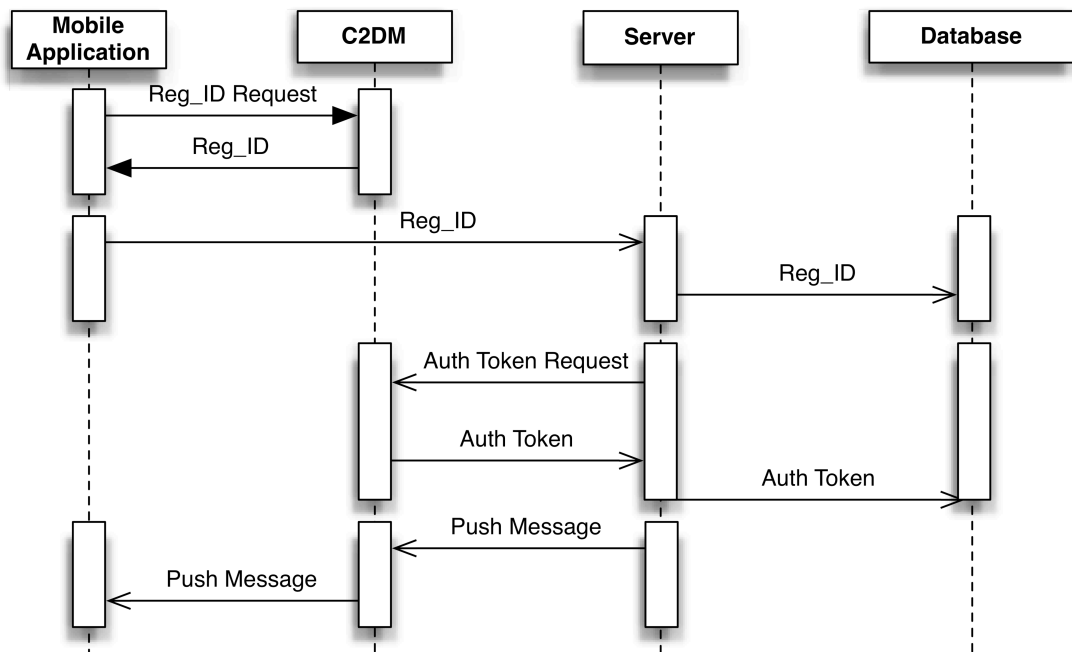 Mobile
Application
C2DM
Server
Database
Reg_ID Request
Reg_ID
Reg_ID
Reg_ID
Auth Token Request
Auth Token
Auth Token
Push Message
Push Message